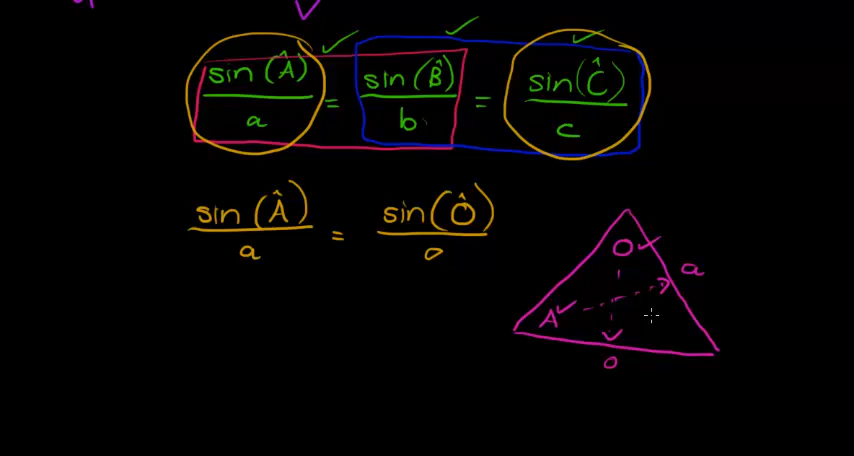 sin(Â)/a = sin(B̂)/b = sin(Ĉ)/c
sin(Â)/a = sin(Ô)/o
O
a
A
o